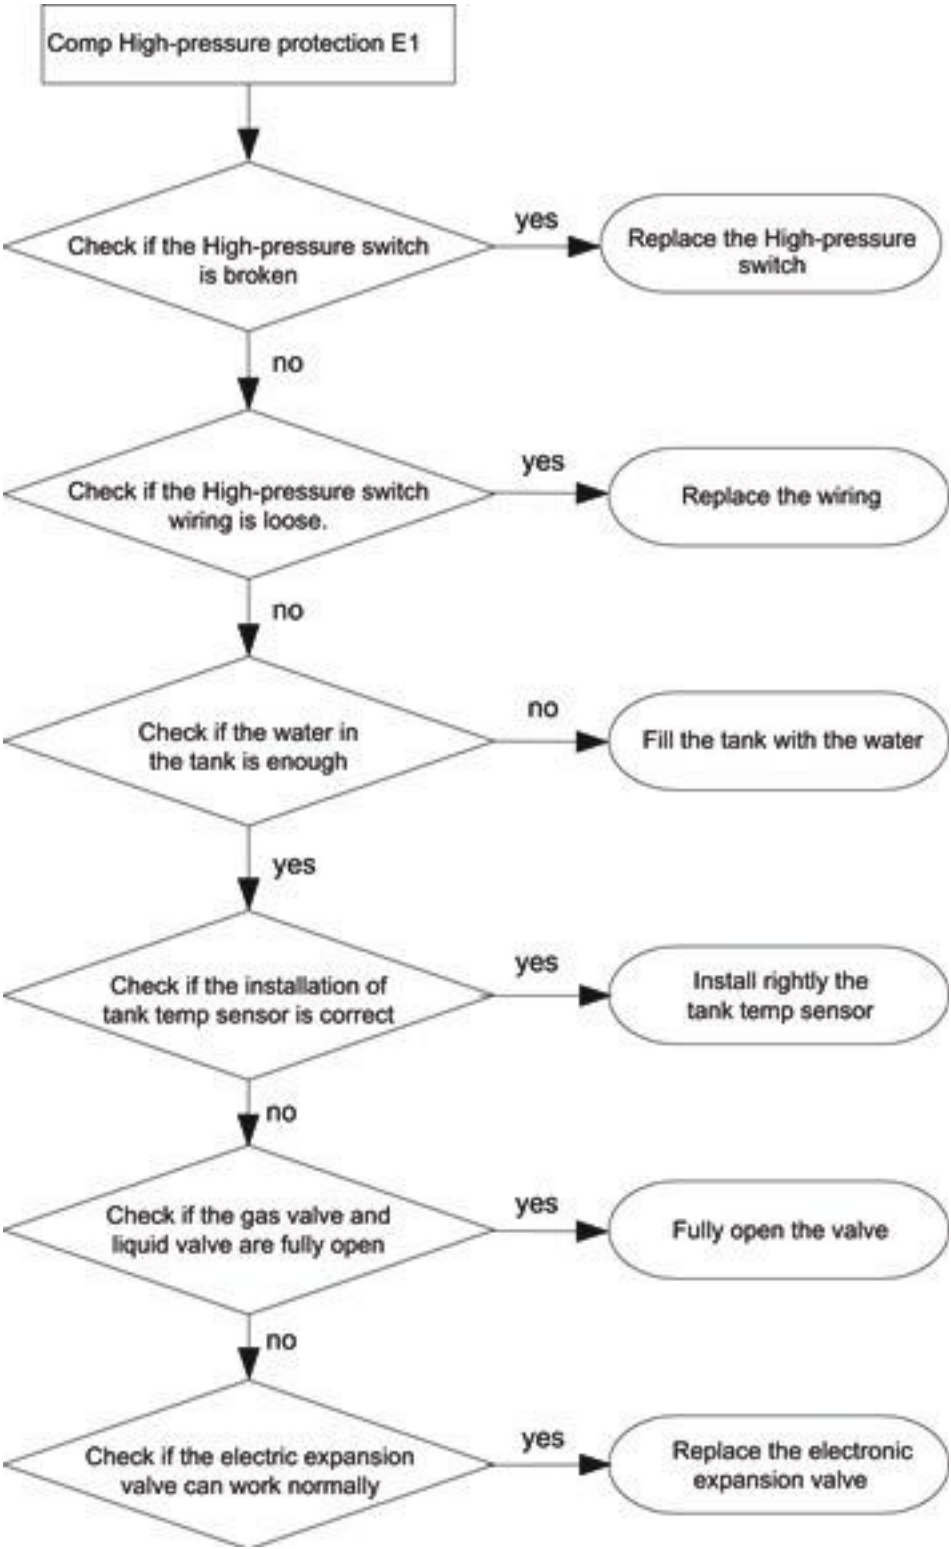 Comp High-pressure protection E1
Check if the High-pressure switch
is broken
yes
Replace the High-pressure
switch
no
Check if the High-pressure switch
wiring is loose.
yes
Replace the wiring
no
Check if the water in
the tank is enough
no
Fill the tank with the water
yes
Check if the installation of
tank temp sensor is correct
yes
Install rightly the
tank temp sensor
no
Check if the gas valve and
liquid valve are fully open
yes
Fully open the valve
no
Check if the electric expansion
valve can work normally
yes
Replace the electronic
expansion valve